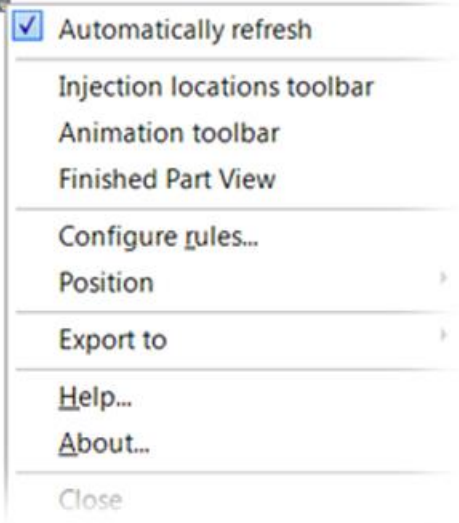 Automatically refresh
Injection locations toolbar
Animation toolbar
Finished Part View
Configure rules...
Position
Export to
Help...
About...
Close